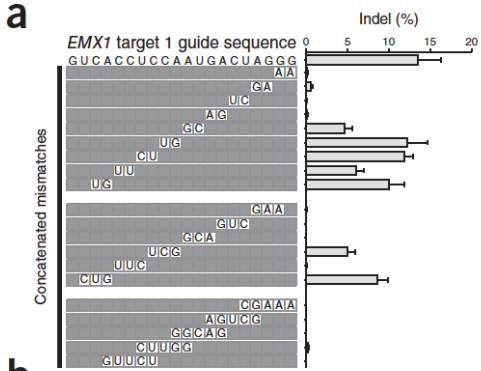 a
Indel (%)
EMX1 target 1 guide sequence
0 5 10 15 20
GUCACCUCCAAUGACUAGGG
AA
GA
UC
AG
GC
UG
CU
UU
UG
Concatenated mismatches
GAA
GUC
GCA
UCG
UUC
CUG
CGAAA
AGUCG
GGCAG
CUUGG
GUUCU
b